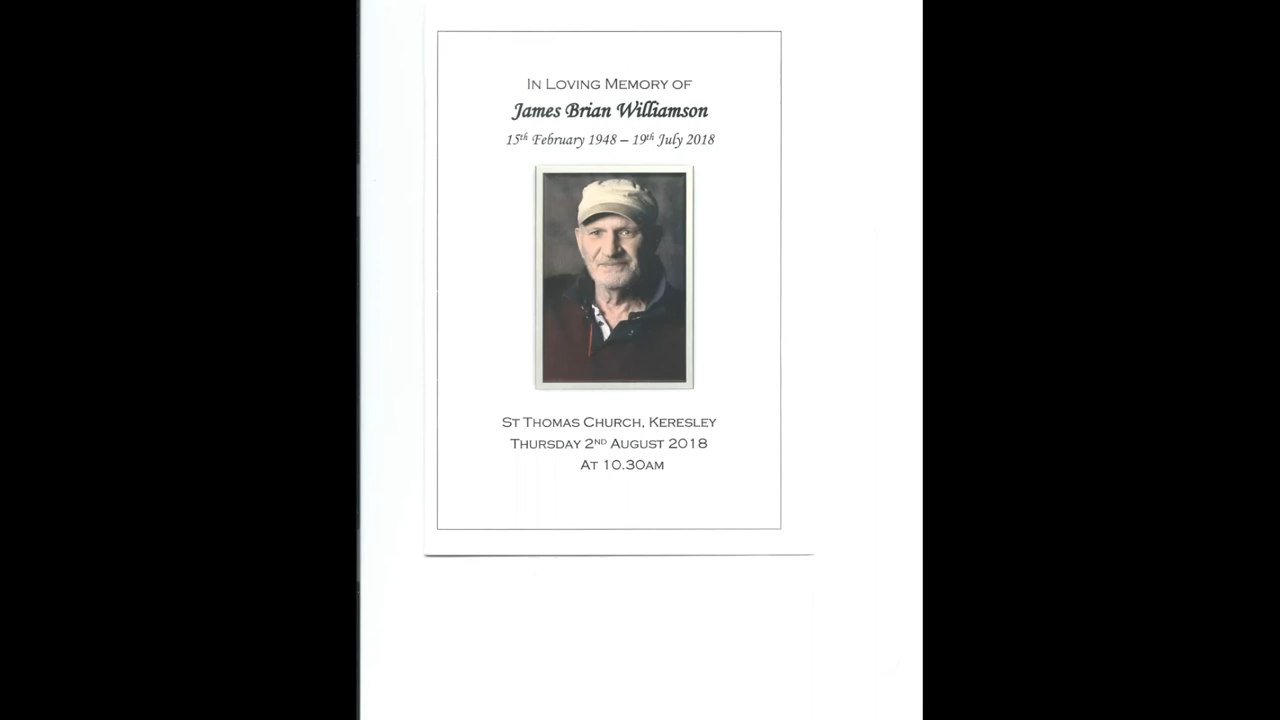 In Loving Memory of
James Brian Williamson
15th February 1948 – 19th July 2018
St Thomas Church, Keresley
Thursday 2nd August 2018
At 10.30am